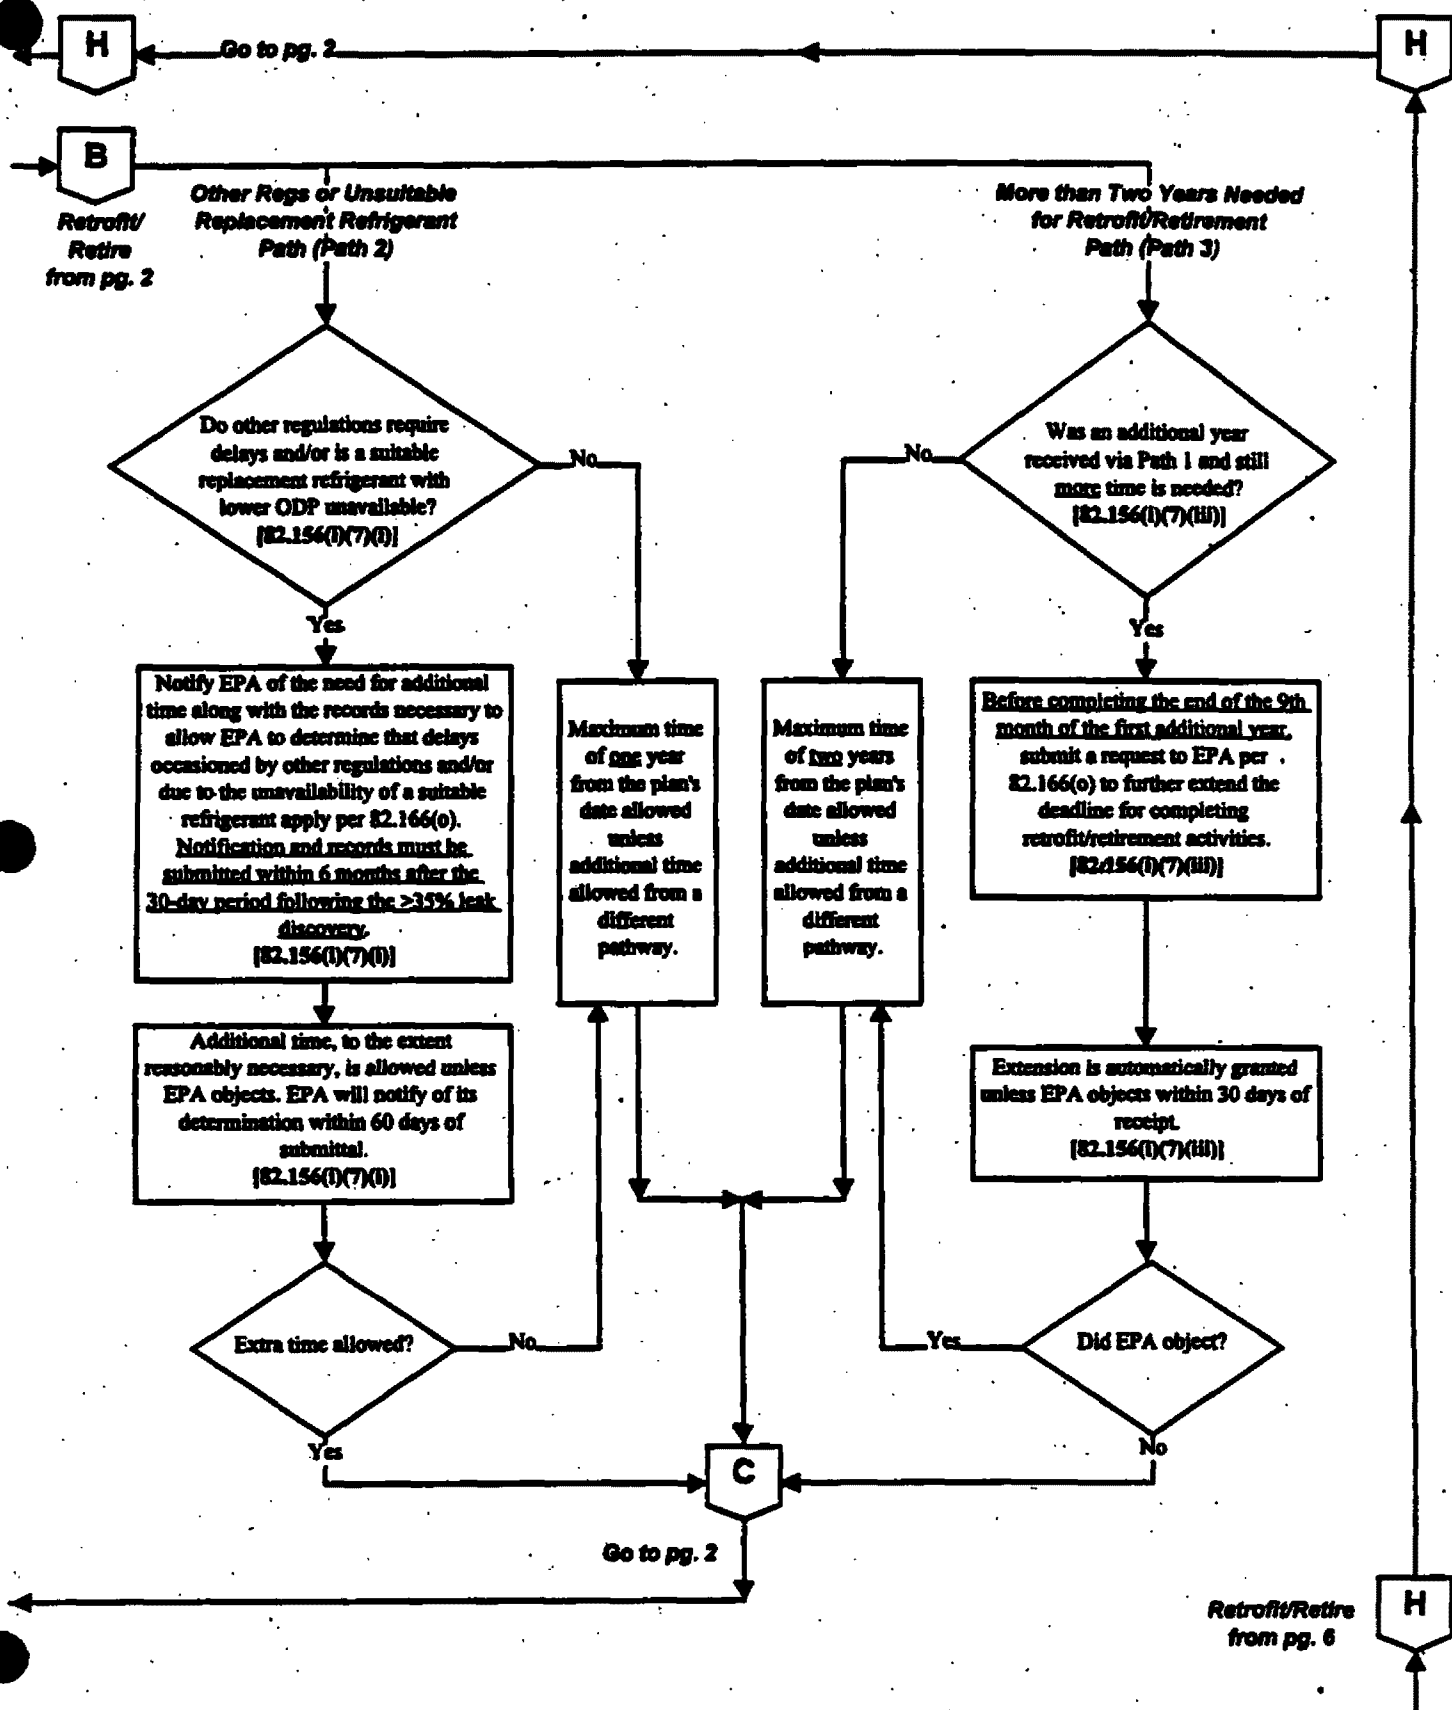 H
Go to pg. 2
H
B
Retrofit/
Retire
from pg. 2
Other Regs or Unsuitable
Replacement Refrigerant
Path (Path 2)
More than Two Years Needed
for Retrofit/Retirement
Path (Path 3)
Do other regulations require
delays and/or is a suitable
replacement refrigerant with
lower ODP unavailable?
[82.156(i)(7)(i)]
No
Yes
Was an additional year
received via Path 1 and still
more time is needed?
[82.156(i)(7)(iii)]
No
Yes
Notify EPA of the need for additional
time along with the records necessary to
allow EPA to determine that delays
occasioned by other regulations and/or
due to the unavailability of a suitable
refrigerant apply per 82.166(o).
Notification and records must be
submitted within 6 months after the
30-day period following the >35% leak
discovery.
[82.156(i)(7)(i)]
Maximum time
of one year
from the plan's
date allowed
unless
additional time
allowed from a
different
pathway.
Maximum time
of two years
from the plan's
date allowed
unless
additional time
allowed from a
different
pathway.
Before completing the end of the 9th
month of the first additional year,
submit a request to EPA per
82.166(o) to further extend the
deadline for completing
retrofit/retirement activities.
[82.156(i)(7)(iii)]
Additional time, to the extent
reasonably necessary, is allowed unless
EPA objects. EPA will notify of its
determination within 60 days of
submittal.
[82.156(i)(7)(i)]
Extension is automatically granted
unless EPA objects within 30 days of
receipt.
[82.156(i)(7)(iii)]
Extra time allowed?
No
Yes
Did EPA object?
Yes
No
C
Go to pg. 2
Retrofit/Retire
from pg. 6
H